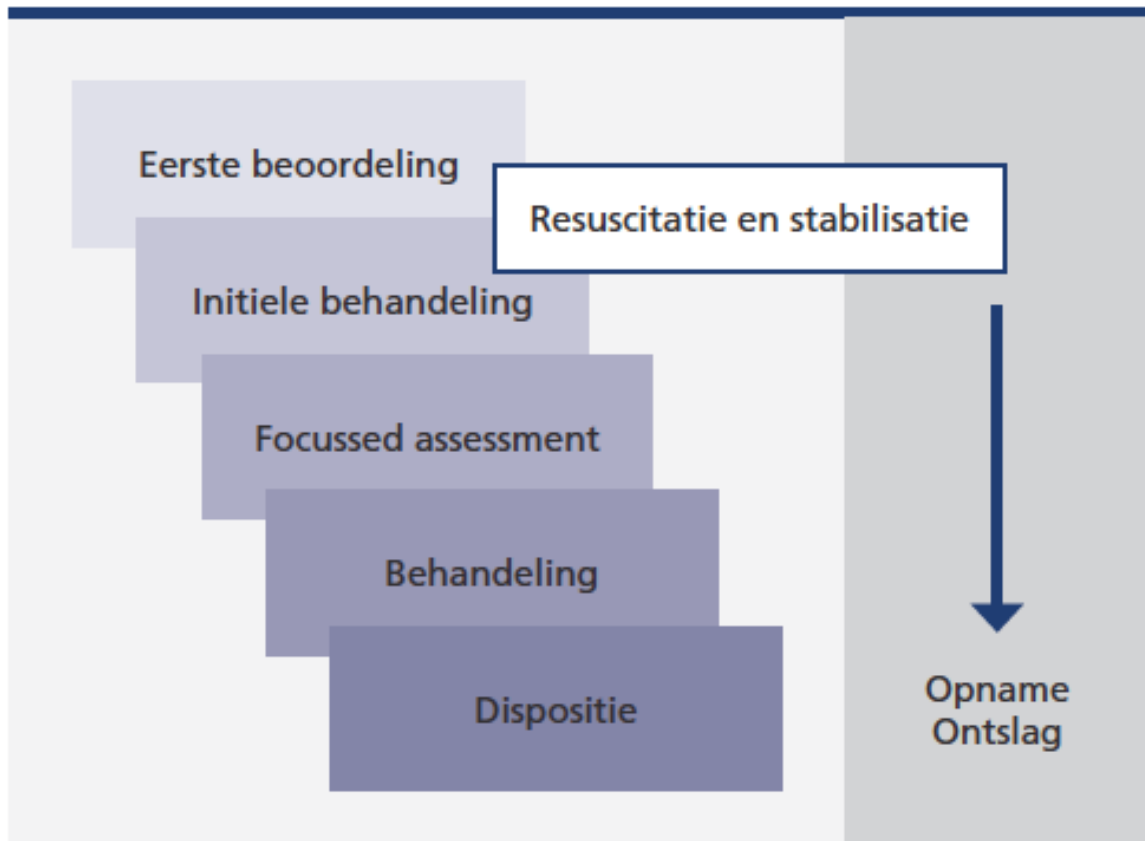 Eerste beoordeling
Resuscitatie en stabilisatie
Initiele behandeling
Focussed assessment
Behandeling
Dispositie
Opname
Ontslag